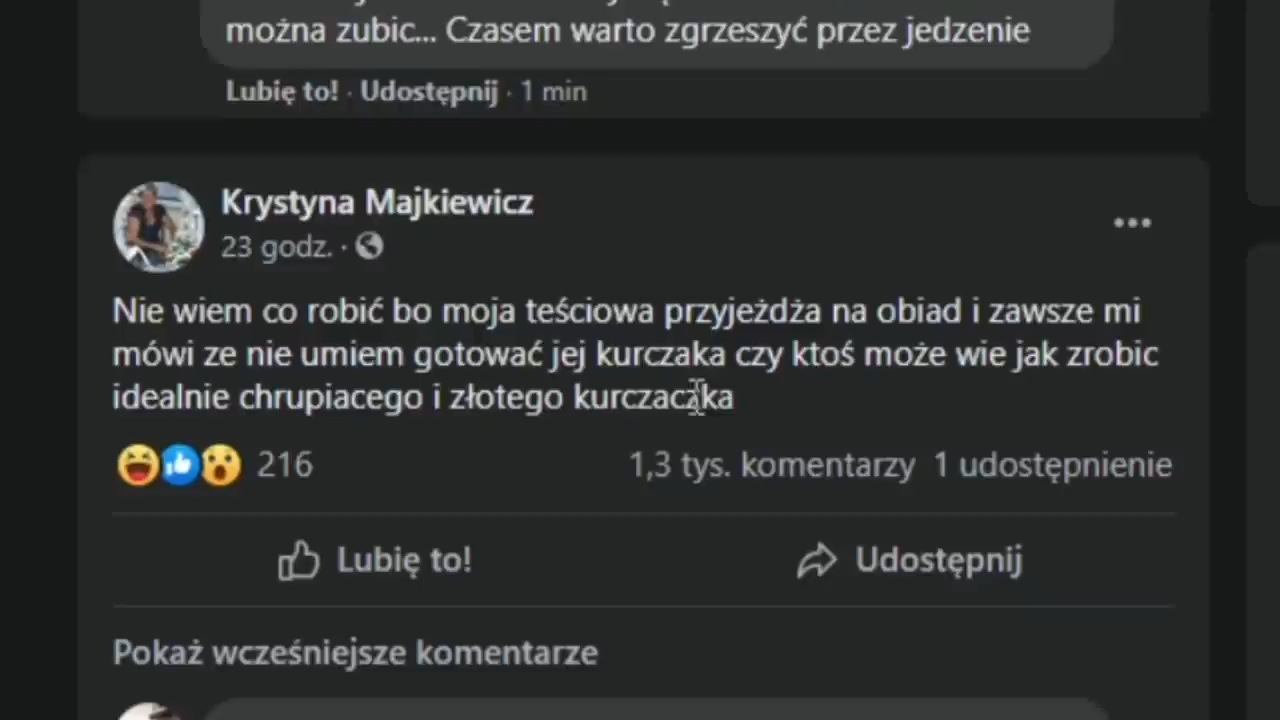 można zubic... Czasem warto zgrzeszyć przez jedzenie
Lubię to! · Udostępnij · 1 min
Krystyna Majkiewicz
23 godz. ·
Nie wiem co robić bo moja teściowa przyjeżdża na obiad i zawsze mi
mówi ze nie umiem gotować jej kurczaka czy ktoś może wie jak zrobic
idealnie chrupiacego i złotego kurczaczka
216
1,3 tys. komentarzy 1 udostępnienie
Lubię to!
Udostępnij
Pokaż wcześniejsze komentarze